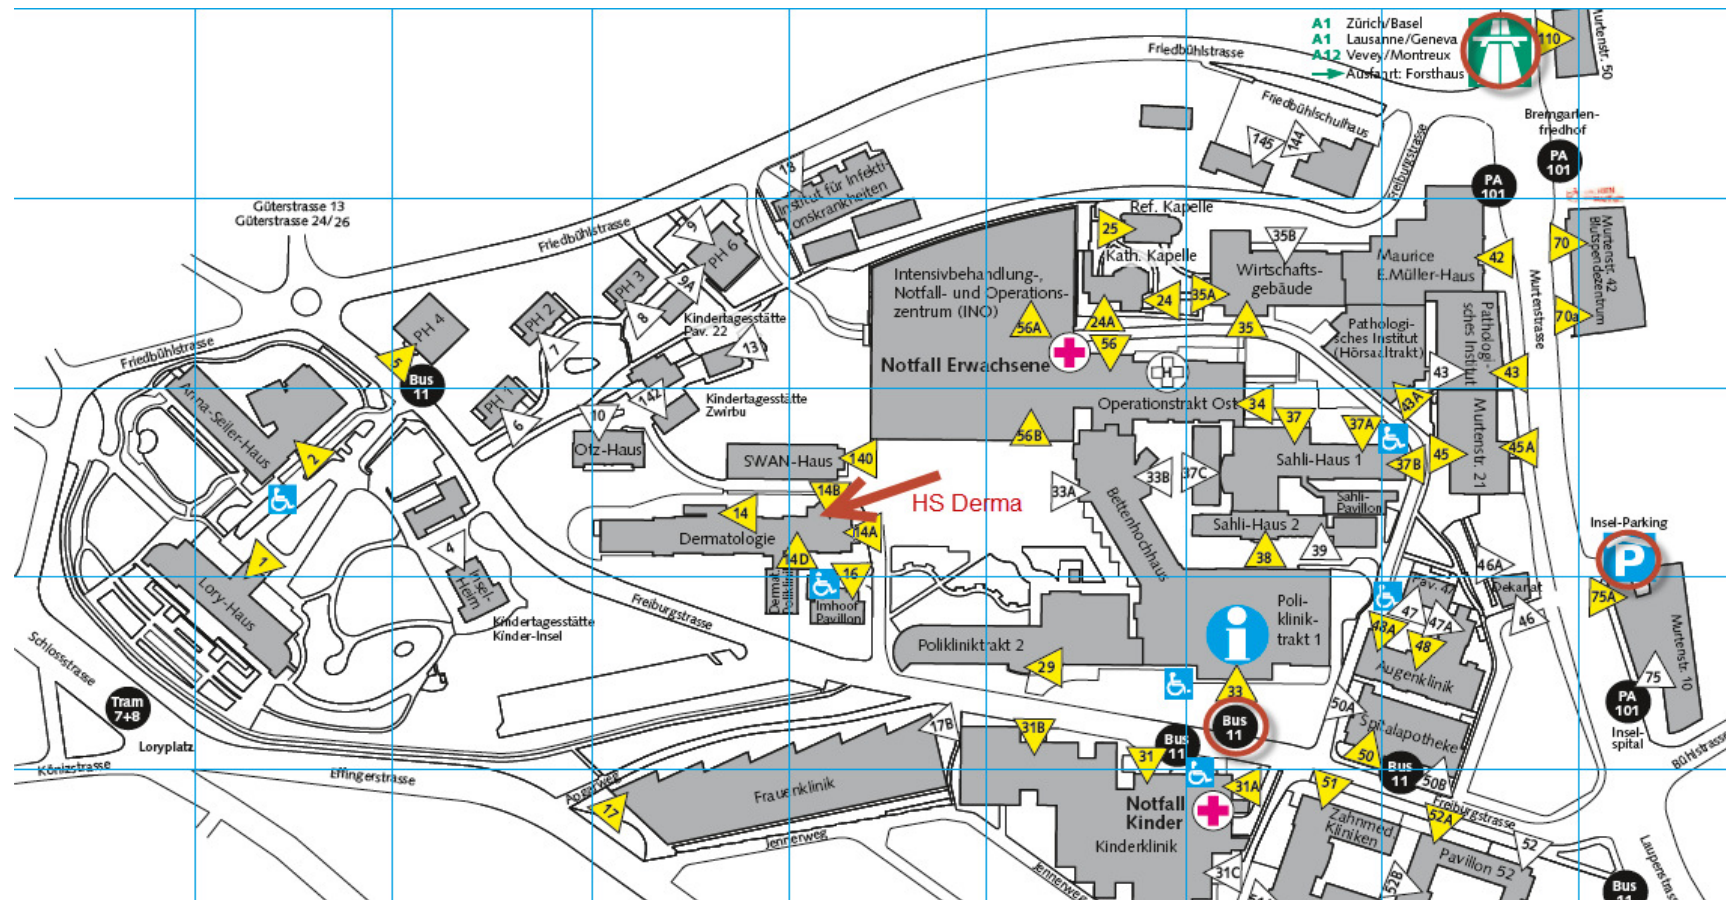 A1 Zürich/Basel
A1 Lausanne/Geneva
A12 Vevey/Montreux
Ausfahrt: Forsthaus
Friedbühlstrasse
110
Murtenstr. 50
Friedbühlschulhaus
145
144
Bremgarten-
friedhof
PA
101
PA
101
Freiburgstrasse
18
Institut für Infekti-
onskrankheiten
Güterstrasse 13
Güterstrasse 24/26
Friedbühlstrasse
9
PH 6
9A
PH 3
8
PH 2
7
Kindertagesstätte
Pav. 22
13
Ref. Kapelle
25
Kath. Kapelle
24
24A
35A
35B
Wirtschafts-
gebäude
35
Maurice
E.Müller-Haus
42
70
Murtenstr. 42
Blutspendezentrum
70a
Murtenstrasse
Intensivbehandlung-,
Notfall- und Operations-
zentrum (INO)
56A
56
Notfall Erwachsene
H
Pathologi-
sches Institut
(Hörsaaltrakt)
Pathologi-
sches Institut
43
43
43A
Friedbühlstrasse
PH 4
5
Bus
11
PH 1
6
10
142
Kindertagesstätte
Zwirbu
Anna-Seiler-Haus
2
Otz-Haus
SWAN-Haus
140
56B
Operationstrakt Ost
34
37
37A
37B
Sahli-Haus 1
45
Murtenstr. 21
45A
33A
33B
37C
Bettenhochhaus
Sahli-
Pavillon
Sahli-Haus 2
38
39
14B
HS Derma
14
14A
Dermatologie
14D
16
Imhoof
Pavillon
Insel-Parking
P
75A
Murtenstr. 10
75
46A
Dekanat
46
Pav. 47
47
47A
48A
48
Augenklinik
1
Lory-Haus
4
Insel-
Heim
Kindertagesstätte
Kinder-Insel
Freiburgstrasse
Polikliniktrakt 2
29
Poli-
klinik-
trakt 1
i
33
Bus
11
Bus
11
50A
Spitalapotheke
50
Bus
11
50B
PA
101
Insel-
spital
Bühlstrasse
Schlossstrasse
Tram
7+8
Loryplatz
Könizstrasse
Effingerstrasse
17
Frauenklinik
17B
Jennerweg
31B
31
31A
Notfall
Kinder
Kinderklinik
31C
Jennerweg
51
Zahnmed.
Kliniken
52A
Freiburgstrasse
52
52B
Pavillon 52
Bus
11
Laupenstrasse